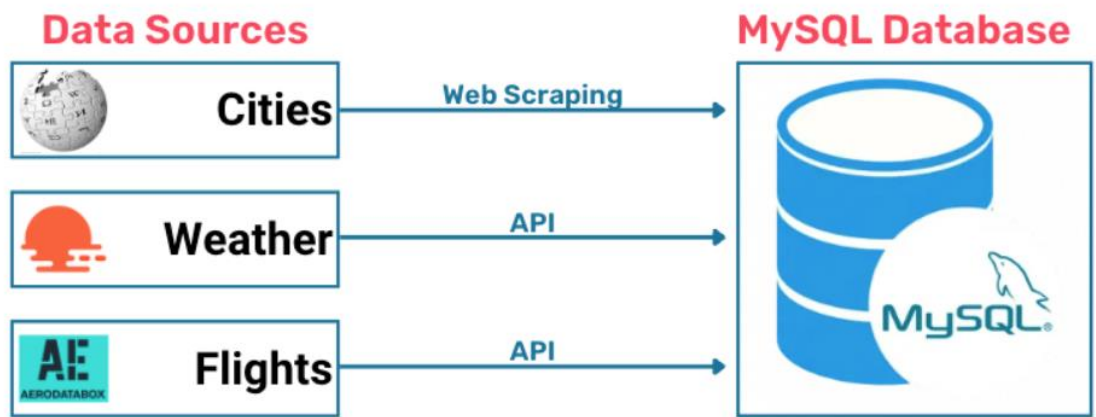 Data Sources
MySQL Database
Cities
Web Scraping
Weather
API
MySQL®
AE
AERODATABOX
Flights
API